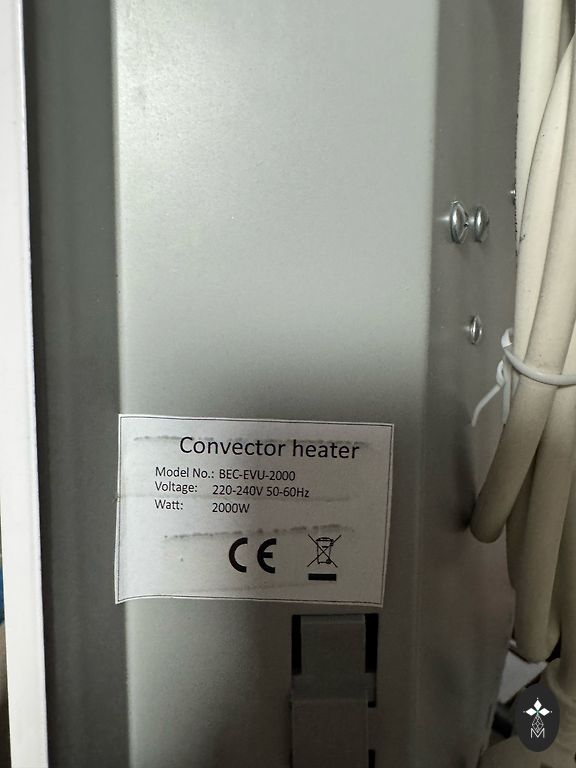 Convector heater
Model No.: BEC-EVU-2000
Voltage: 220-240V 50-60Hz
Watt: 2000W
CE